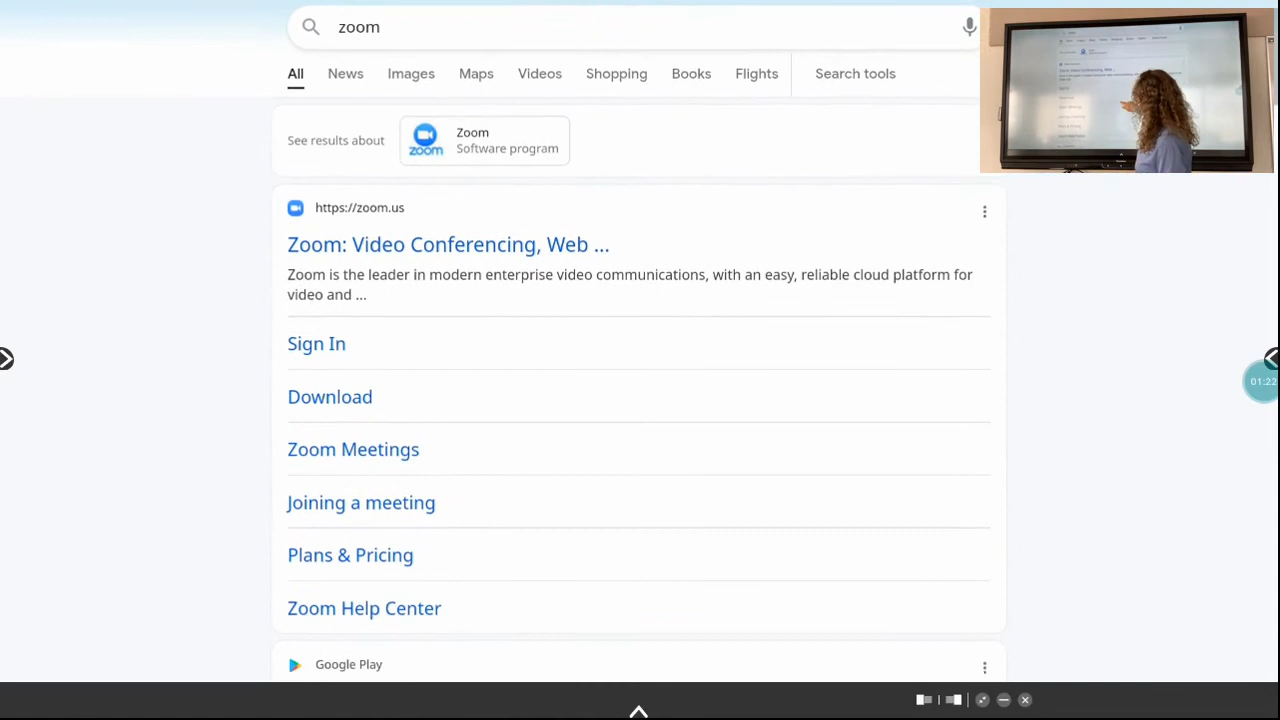 zoom
All News Images Maps Videos Shopping Books Flights Search tools
See results about
Zoom
Software program
zoom
https://zoom.us
Zoom: Video Conferencing, Web ...
Zoom is the leader in modern enterprise video communications, with an easy, reliable cloud platform for
video and ...
Sign In
Download
Zoom Meetings
Joining a meeting
Plans & Pricing
Zoom Help Center
Google Play
01:22